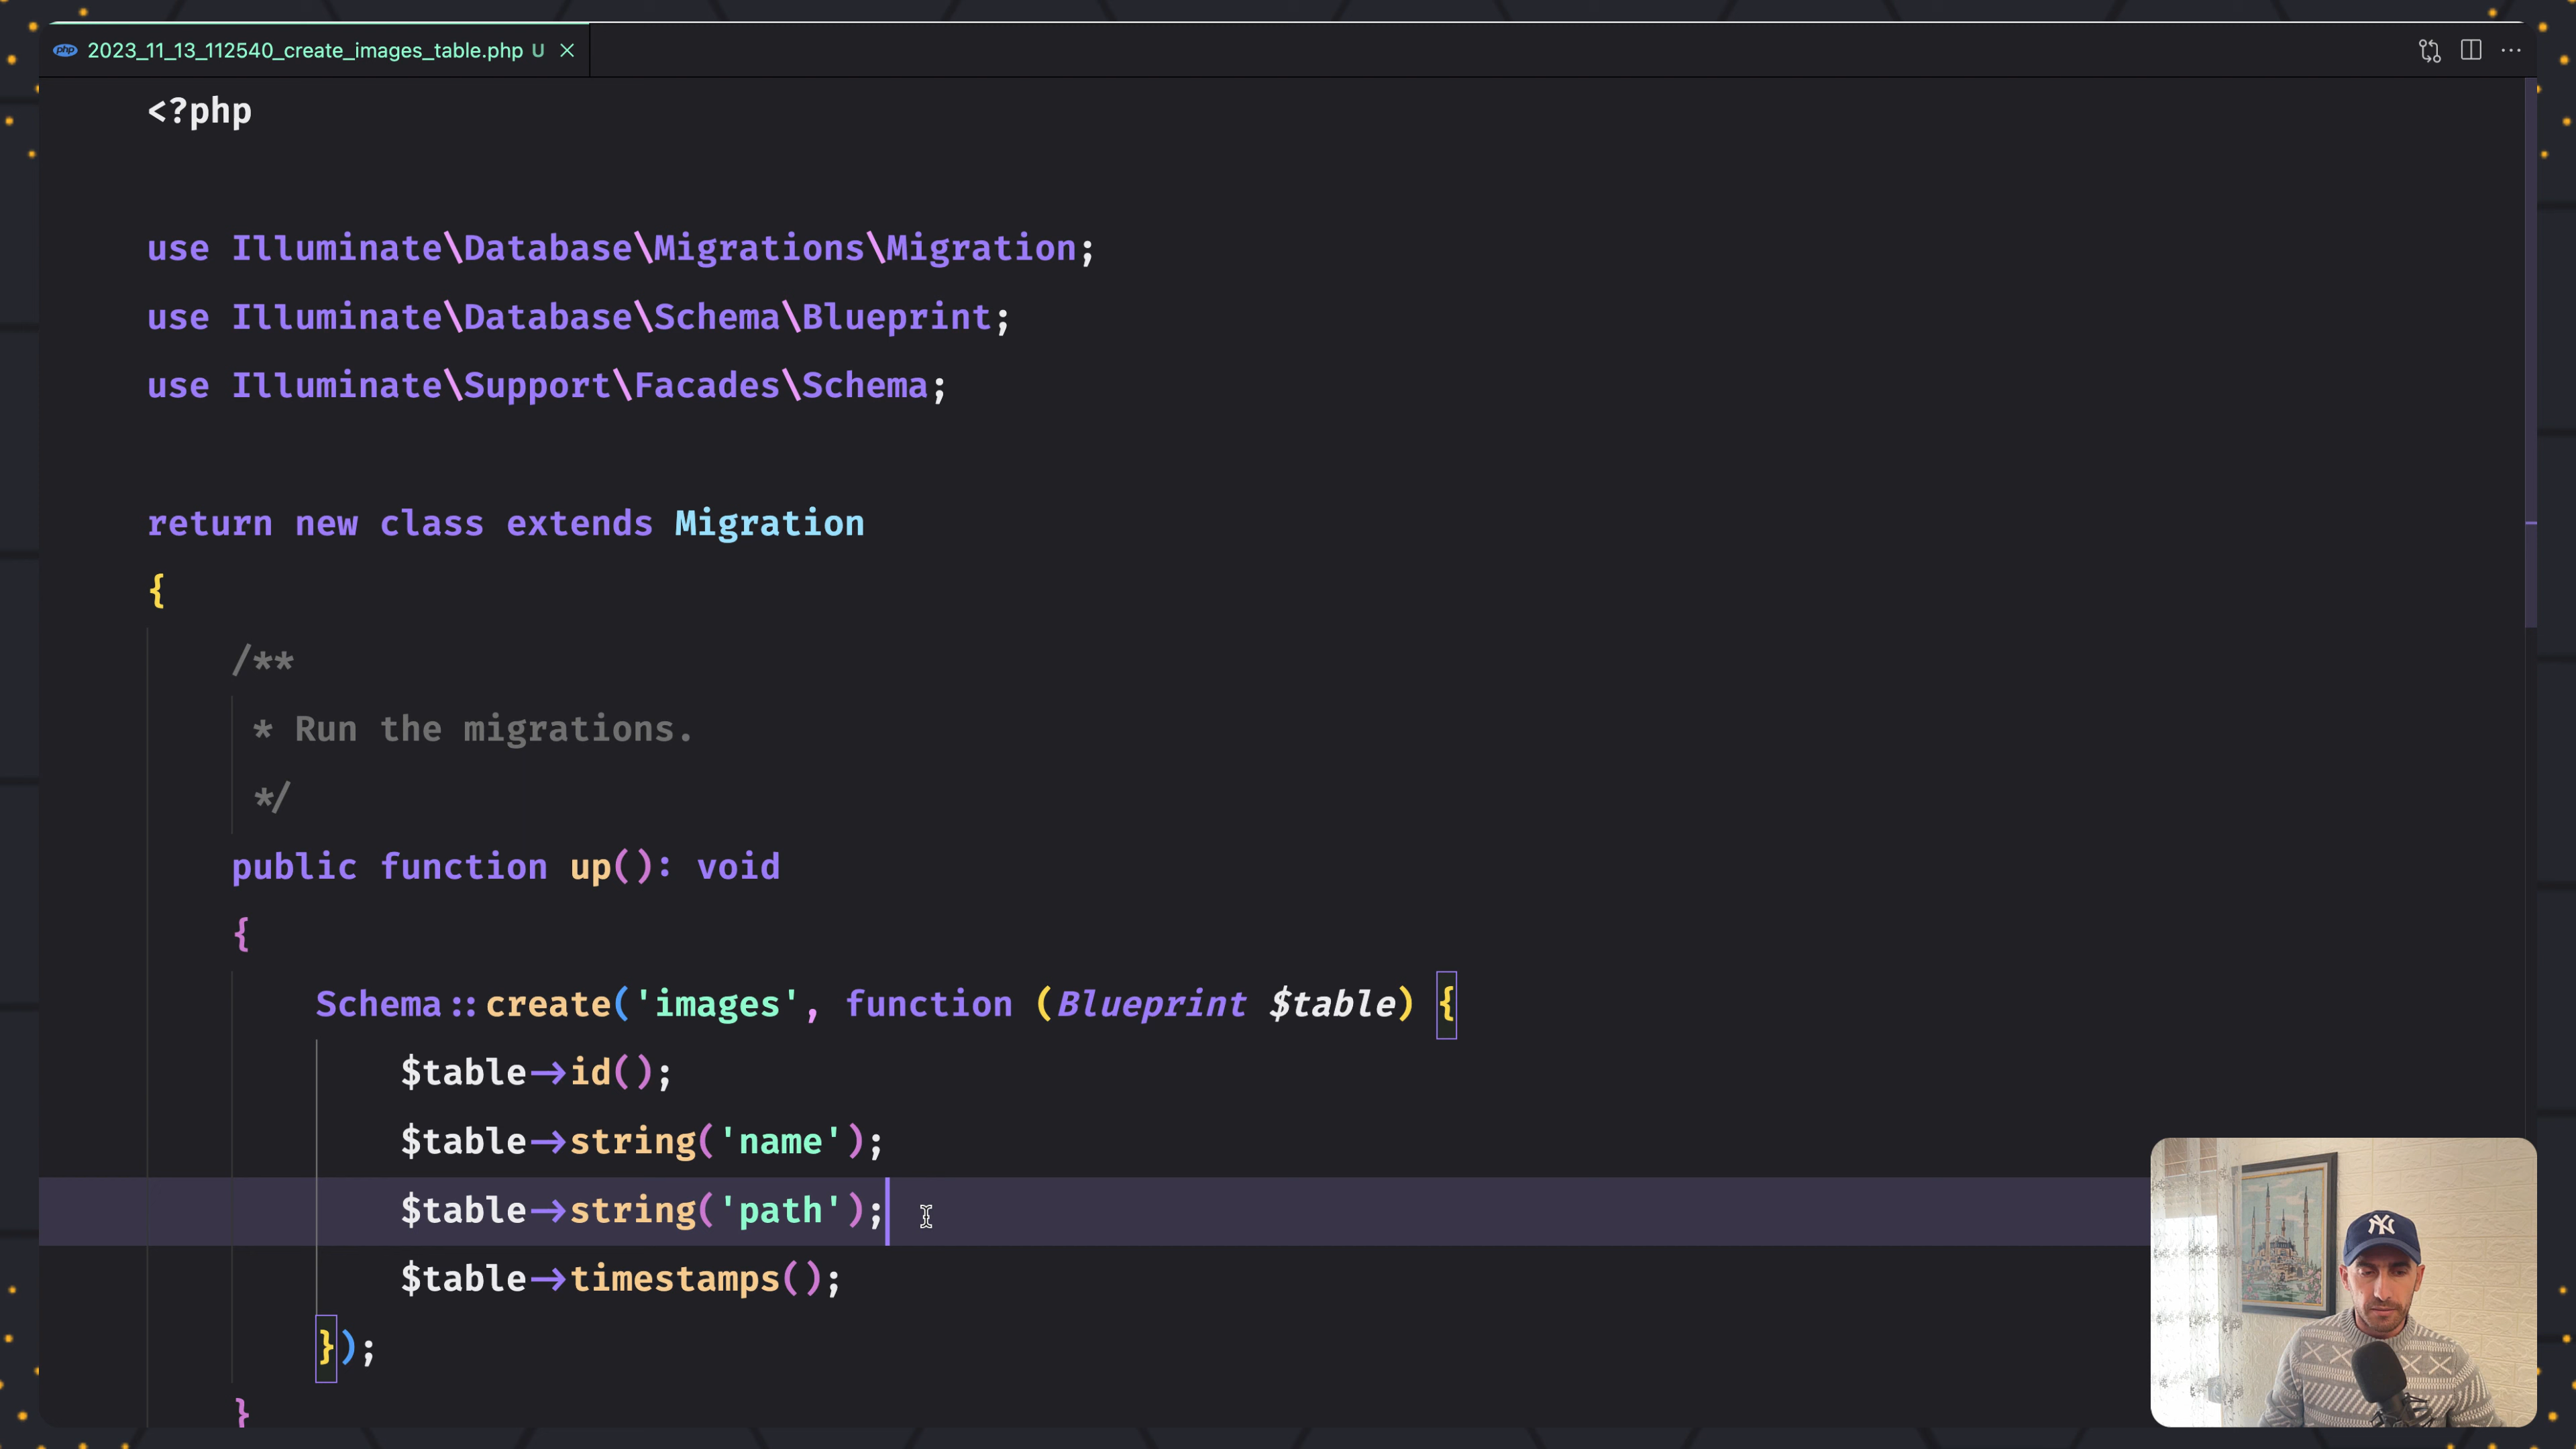 php 2023_11_13_112540_create_images_table.php U
<?php
use Illuminate\Database\Migrations\Migration;
use Illuminate\Database\Schema\Blueprint;
use Illuminate\Support\Facades\Schema;
return new class extends Migration
{
/**
* Run the migrations.
*/
public function up(): void
{
Schema::create('images', function (Blueprint $table) {
$table->id();
$table->string('name');
$table->string('path');
$table->timestamps();
});
}
NY